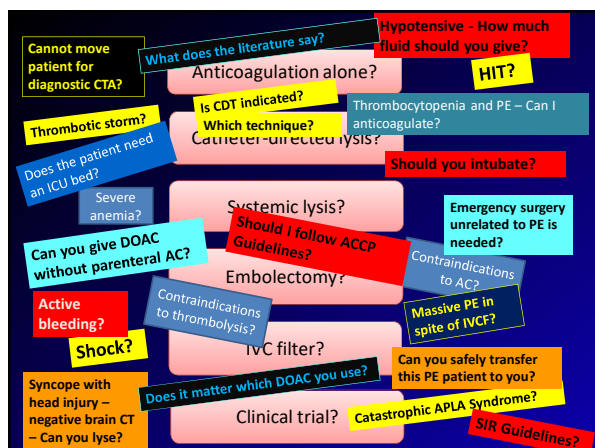 Cannot move
patient for
diagnostic CTA?
What does the literature say?
Hypotensive - How much
fluid should you give?
Anticoagulation alone?
HIT?
Is CDT indicated?
Which technique?
Thrombocytopenia and PE – Can I
anticoagulate?
Thrombotic storm?
Catheter-directed lysis?
Does the patient need
an ICU bed?
Should you intubate?
Severe
anemia?
Systemic lysis?
Emergency surgery
unrelated to PE is
needed?
Should I follow ACCP
Guidelines?
Can you give DOAC
without parenteral AC?
Embolectomy?
Contraindications
to AC?
Active
bleeding?
Contraindications
to thrombolysis?
Massive PE in
spite of IVCF?
Shock?
IVC filter?
Can you safely transfer
this PE patient to you?
Syncope with
head injury –
negative brain CT
– Can you lyse?
Does it matter which DOAC you use?
Clinical trial?
Catastrophic APLA Syndrome?
SIR Guidelines?